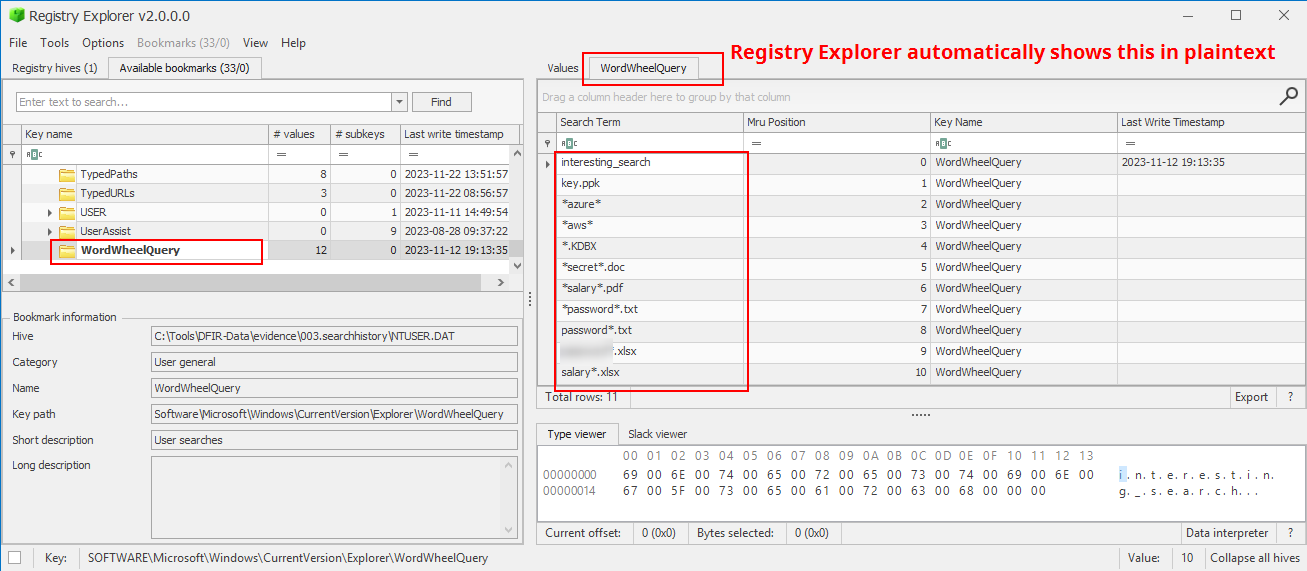 Registry Explorer v2.0.0.0
File Tools Options Bookmarks (33/0) View Help
Registry hives (1) Available bookmarks (33/0)
Enter text to search... Find
Key name # values # subkeys Last write timestamp
ABC = = =
TypedPaths 8 0 2023-11-22 13:51:57
TypedURLs 3 0 2023-11-22 08:56:57
USER 0 1 2023-11-11 14:49:54
UserAssist 0 9 2023-08-28 09:37:22
WordWheelQuery 12 0 2023-11-12 19:13:35
Bookmark information
Hive C:\Tools\DFIR-Data\evidence\003.searchhistory\NTUSER.DAT
Category User general
Name WordWheelQuery
Key path Software\Microsoft\Windows\CurrentVersion\Explorer\WordWheelQuery
Short description User searches
Long description
Values WordWheelQuery Registry Explorer automatically shows this in plaintext
Drag a column header here to group by that column
Search Term Mru Position Key Name Last Write Timestamp
ABC = ABC =
interesting_search 0 WordWheelQuery 2023-11-12 19:13:35
key.ppk 1 WordWheelQuery
*azure* 2 WordWheelQuery
*aws* 3 WordWheelQuery
*.KDBX 4 WordWheelQuery
*secret*.doc 5 WordWheelQuery
*salary*.pdf 6 WordWheelQuery
*password*.txt 7 WordWheelQuery
password*.txt 8 WordWheelQuery
*.xlsx 9 WordWheelQuery
salary*.xlsx 10 WordWheelQuery
Total rows: 11 Export ?
Type viewer Slack viewer
00 01 02 03 04 05 06 07 08 09 0A 0B 0C 0D 0E 0F 10 11 12 13
00000000 69 00 6E 00 74 00 65 00 72 00 65 00 73 00 74 00 69 00 6E 00 i.n.t.e.r.e.s.t.i.n.
00000014 67 00 5F 00 73 00 65 00 61 00 72 00 63 00 68 00 00 00 g._.s.e.a.r.c.h...
Current offset: 0 (0x0) Bytes selected: 0 (0x0) Data interpreter ?
Key: SOFTWARE\Microsoft\Windows\CurrentVersion\Explorer\WordWheelQuery Value: 10 Collapse all hives